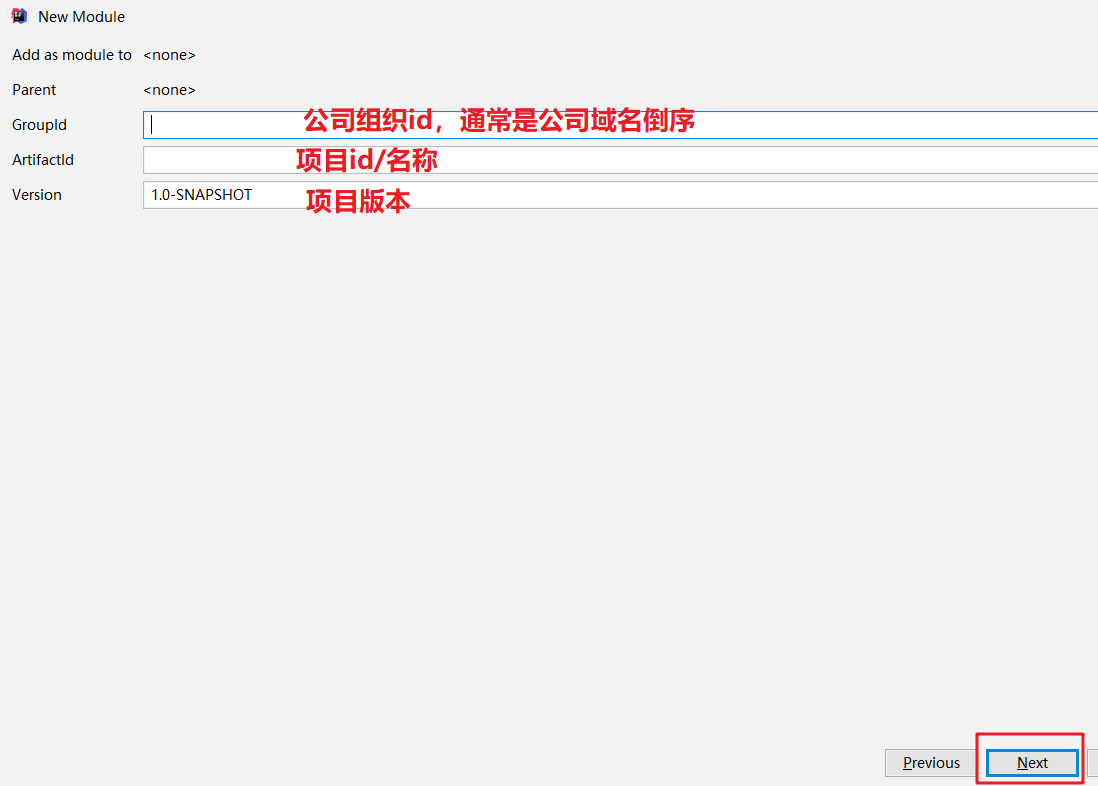 New Module
Add as module to <none>
Parent <none>
GroupId 公司组织id，通常是公司域名倒序
ArtifactId 项目id/名称
Version 1.0-SNAPSHOT 项目版本
Previous Next